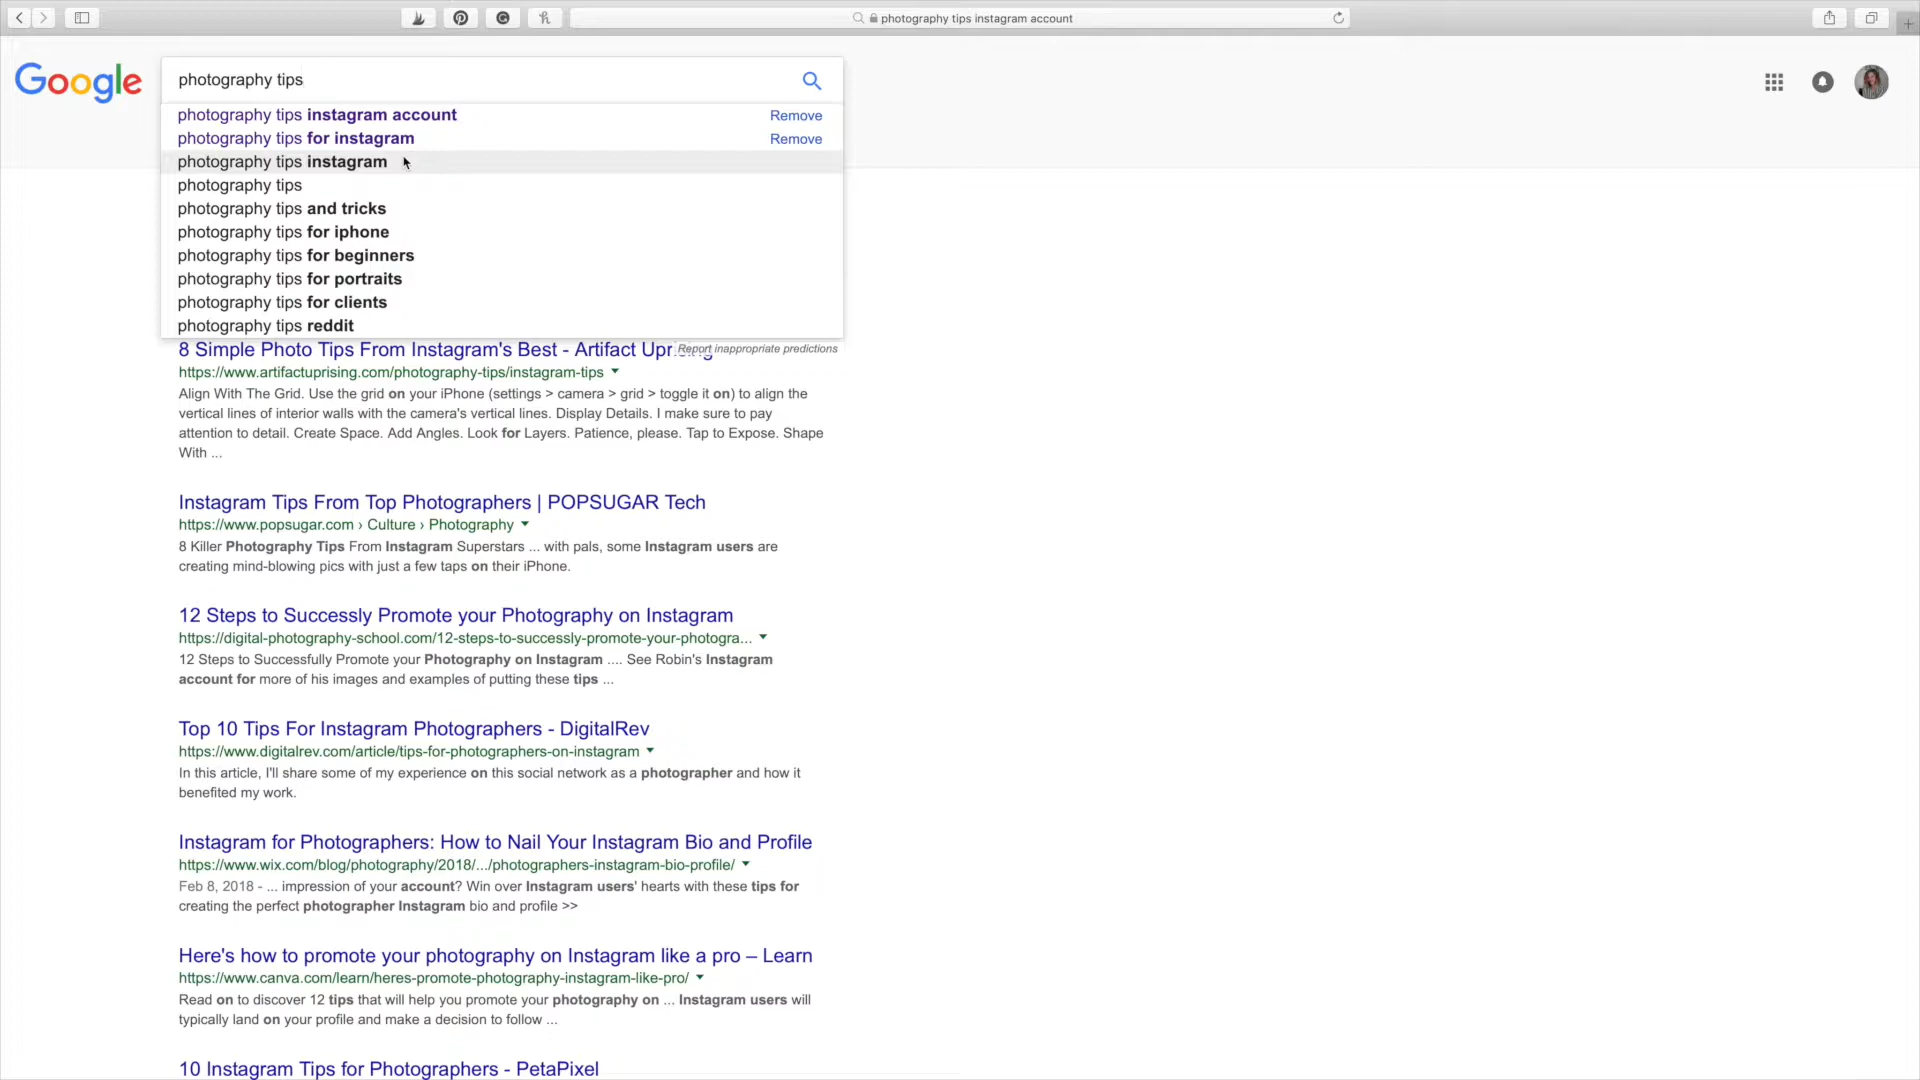 photography tips instagram account
Google
photography tips
photography tips instagram account Remove
photography tips for instagram Remove
photography tips instagram
photography tips
photography tips and tricks
photography tips for iphone
photography tips for beginners
photography tips for portraits
photography tips for clients
photography tips reddit
8 Simple Photo Tips From Instagram's Best - Artifact Uprising
Report inappropriate predictions
https://www.artifactuprising.com/photography-tips/instagram-tips
Align With The Grid. Use the grid on your iPhone (settings > camera > grid > toggle it on) to align the
vertical lines of interior walls with the camera's vertical lines. Display Details. I make sure to pay
attention to detail. Create Space. Add Angles. Look for Layers. Patience, please. Tap to Expose. Shape
With ...
Instagram Tips From Top Photographers | POPSUGAR Tech
https://www.popsugar.com › Culture › Photography
8 Killer Photography Tips From Instagram Superstars ... with pals, some Instagram users are
creating mind-blowing pics with just a few taps on their iPhone.
12 Steps to Successly Promote your Photography on Instagram
https://digital-photography-school.com/12-steps-to-successly-promote-your-photogra...
12 Steps to Successfully Promote your Photography on Instagram .... See Robin's Instagram
account for more of his images and examples of putting these tips ...
Top 10 Tips For Instagram Photographers - DigitalRev
https://www.digitalrev.com/article/tips-for-photographers-on-instagram
In this article, I'll share some of my experience on this social network as a photographer and how it
benefited my work.
Instagram for Photographers: How to Nail Your Instagram Bio and Profile
https://www.wix.com/blog/photography/2018/.../photographers-instagram-bio-profile/
Feb 8, 2018 - ... impression of your account? Win over Instagram users' hearts with these tips for
creating the perfect photographer Instagram bio and profile >>
Here's how to promote your photography on Instagram like a pro – Learn
https://www.canva.com/learn/heres-promote-photography-instagram-like-pro/
Read on to discover 12 tips that will help you promote your photography on ... Instagram users will
typically land on your profile and make a decision to follow ...
10 Instagram Tips for Photographers - PetaPixel